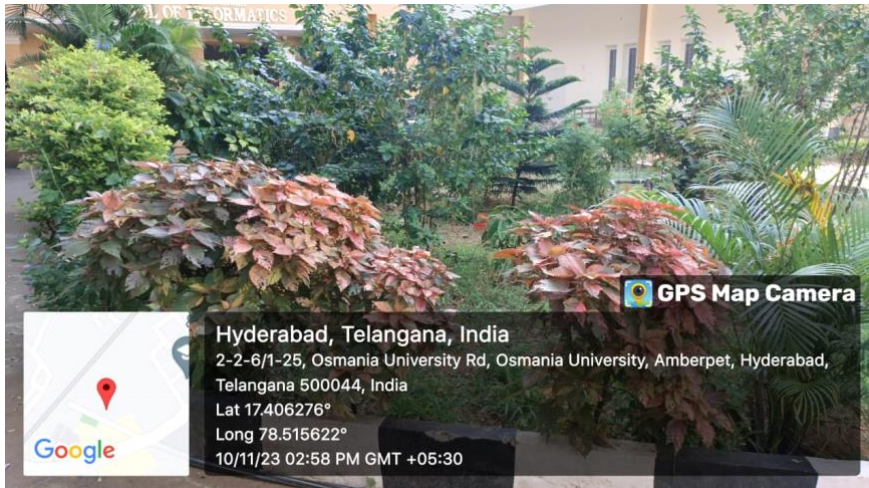 OF INFORMATICS
GPS Map Camera
Hyderabad, Telangana, India
2-2-6/1-25, Osmania University Rd, Osmania University, Amberpet, Hyderabad,
Telangana 500044, India
Lat 17.406276°
Long 78.515622°
10/11/23 02:58 PM GMT +05:30
Google